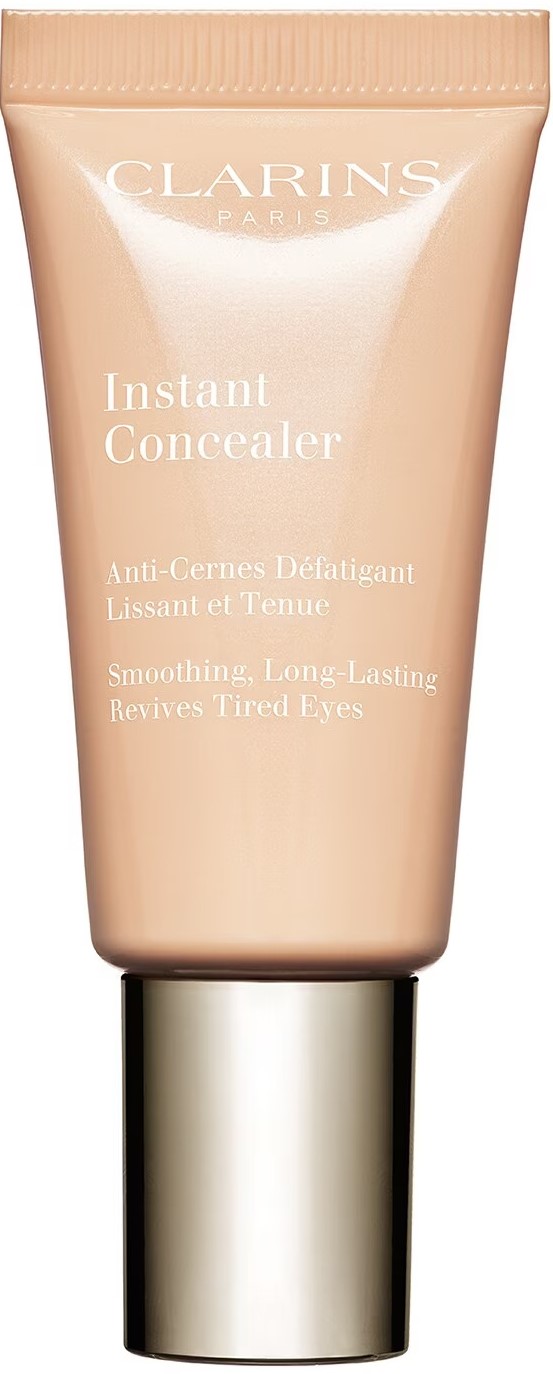 CLARINS
PARIS
Instant
Concealer
Anti-Cernes Défatigant
Lissant et Tenue
Smoothing, Long-Lasting
Revives Tired Eyes